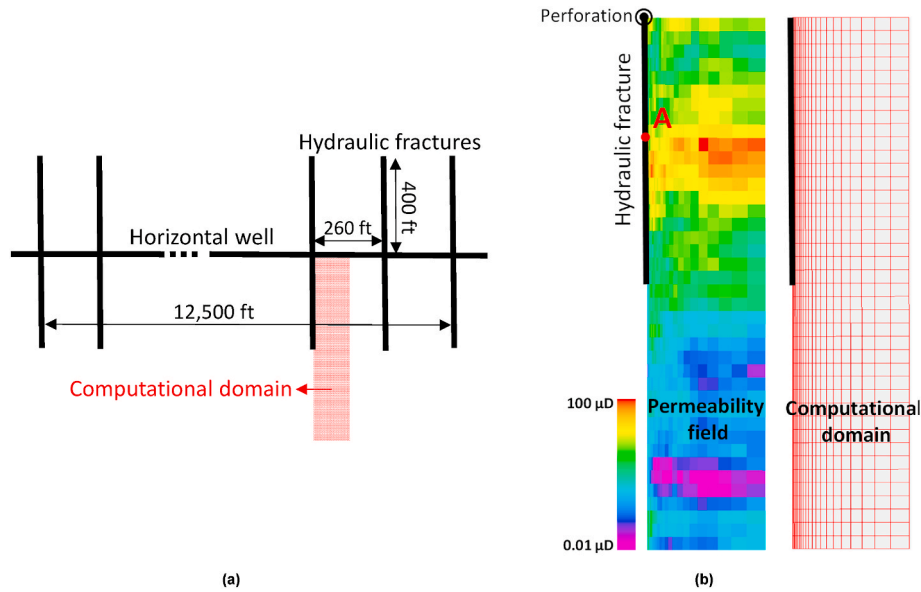 Hydraulic fractures
400 ft
260 ft
Horizontal well
12,500 ft
Computational domain
(a)
Perforation
Hydraulic fracture
A
100 µD
Permeability
field
0.01 µD
Computational
domain
(b)